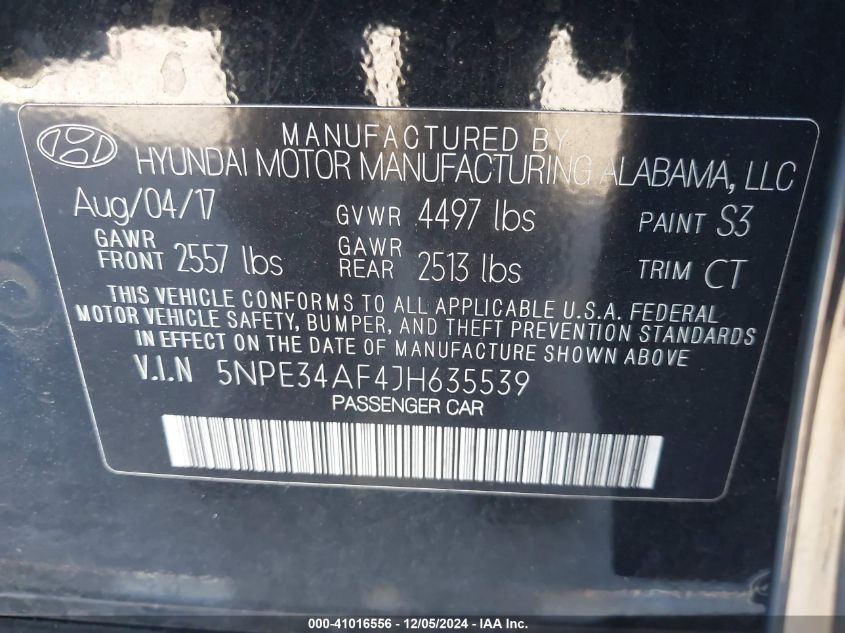 MANUFACTURED BY
HYUNDAI MOTOR MANUFACTURING ALABAMA, LLC
Aug/04/17 GVWR 4497 lbs PAINT S3
GAWR FRONT 2557 lbs GAWR REAR 2513 lbs TRIM CT
THIS VEHICLE CONFORMS TO ALL APPLICABLE U.S.A. FEDERAL
MOTOR VEHICLE SAFETY, BUMPER, AND THEFT PREVENTION STANDARDS
IN EFFECT ON THE DATE OF MANUFACTURE SHOWN ABOVE
V.I.N 5NPE34AF4JH635539
PASSENGER CAR
000-41016556 - 12/05/2024 - IAA Inc.